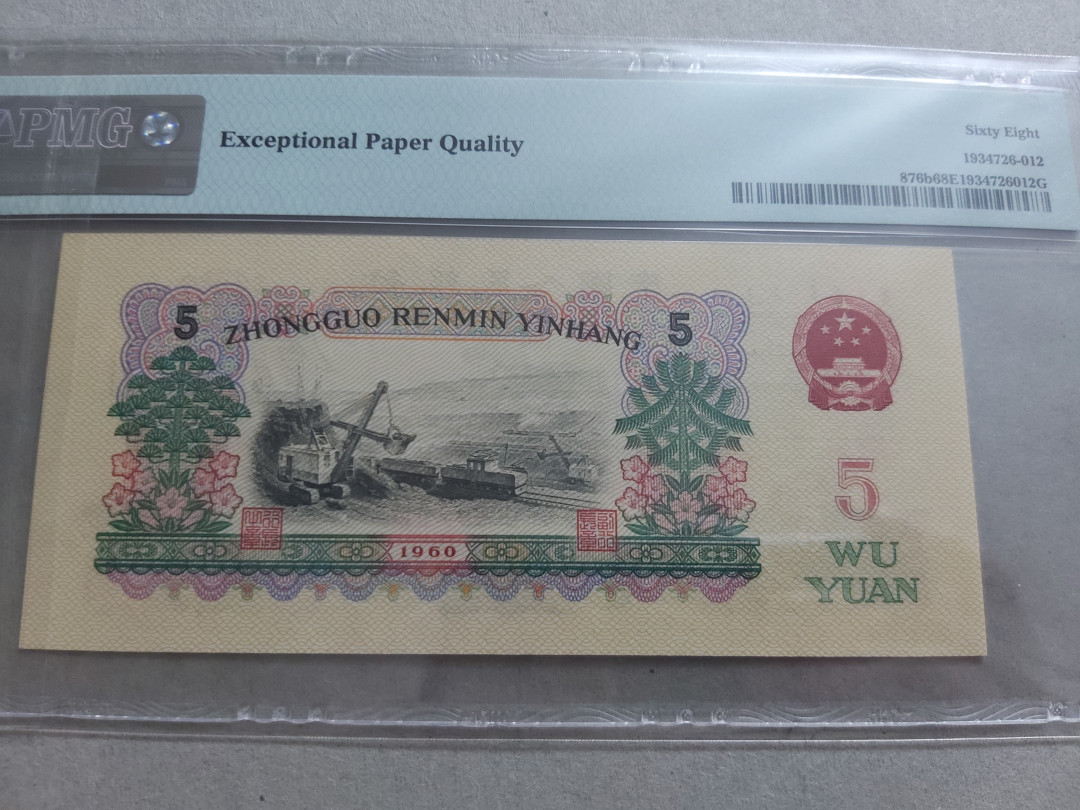 PMG
Exceptional Paper Quality
Sixty Eight
1934726-012
876b68E1934726012G
5 ZHONGGUO RENMIN YINHANG 5
1960
5
WU
YUAN